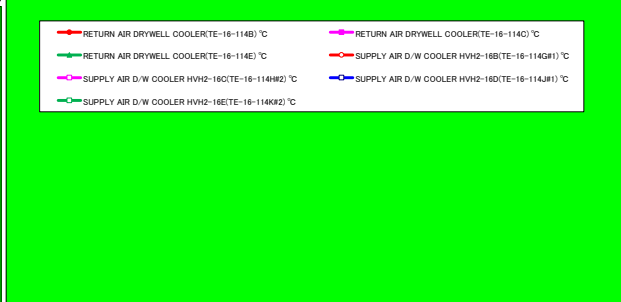 RETURN AIR DRYWELL COOLER(TE-16-114B) ℃ RETURN AIR DRYWELL COOLER(TE-16-114C) ℃
RETURN AIR DRYWELL COOLER(TE-16-114E) ℃ SUPPLY AIR D/W COOLER HVH2-16B(TE-16-114G#1) ℃
SUPPLY AIR D/W COOLER HVH2-16C(TE-16-114H#2) ℃ SUPPLY AIR D/W COOLER HVH2-16D(TE-16-114J#1) ℃
SUPPLY AIR D/W COOLER HVH2-16E(TE-16-114K#2) ℃